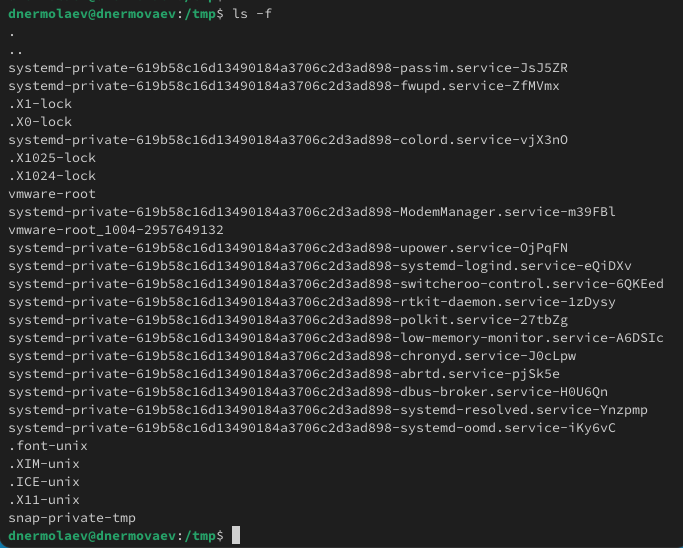 dnermolaev@dnermovaev:/tmp$ ls -f
.
..
systemd-private-619b58c16d13490184a3706c2d3ad898-passim.service-JsJ5ZR
systemd-private-619b58c16d13490184a3706c2d3ad898-fwupd.service-ZfMVmx
.X1-lock
.X0-lock
systemd-private-619b58c16d13490184a3706c2d3ad898-colord.service-vjX3nO
.X1025-lock
.X1024-lock
vmware-root
systemd-private-619b58c16d13490184a3706c2d3ad898-ModemManager.service-m39FBl
vmware-root_1004-2957649132
systemd-private-619b58c16d13490184a3706c2d3ad898-upower.service-OjPqFN
systemd-private-619b58c16d13490184a3706c2d3ad898-systemd-logind.service-eQiDXv
systemd-private-619b58c16d13490184a3706c2d3ad898-switcheroo-control.service-6QKEed
systemd-private-619b58c16d13490184a3706c2d3ad898-rtkit-daemon.service-1zDysy
systemd-private-619b58c16d13490184a3706c2d3ad898-polkit.service-27tbZg
systemd-private-619b58c16d13490184a3706c2d3ad898-low-memory-monitor.service-A6DSIc
systemd-private-619b58c16d13490184a3706c2d3ad898-chronyd.service-J0cLpw
systemd-private-619b58c16d13490184a3706c2d3ad898-abrtd.service-pjSk5e
systemd-private-619b58c16d13490184a3706c2d3ad898-dbus-broker.service-H0U6Qn
systemd-private-619b58c16d13490184a3706c2d3ad898-systemd-resolved.service-Ynzpmp
systemd-private-619b58c16d13490184a3706c2d3ad898-systemd-oomd.service-iKy6vC
.font-unix
.XIM-unix
.ICE-unix
.X11-unix
snap-private-tmp
dnermolaev@dnermovaev:/tmp$